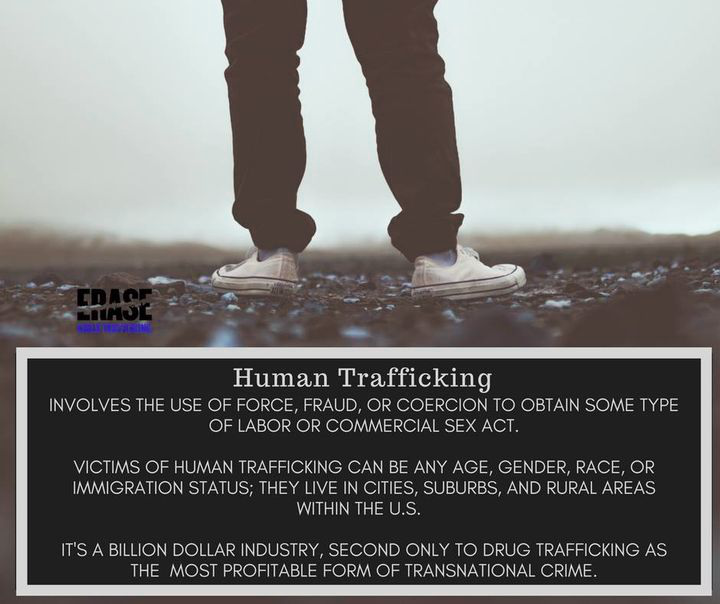 ERASE
Human Trafficking
INVOLVES THE USE OF FORCE, FRAUD, OR COERCION TO OBTAIN SOME TYPE
OF LABOR OR COMMERCIAL SEX ACT.
VICTIMS OF HUMAN TRAFFICKING CAN BE ANY AGE, GENDER, RACE, OR
IMMIGRATION STATUS; THEY LIVE IN CITIES, SUBURBS, AND RURAL AREAS
WITHIN THE U.S.
IT'S A BILLION DOLLAR INDUSTRY, SECOND ONLY TO DRUG TRAFFICKING AS
THE MOST PROFITABLE FORM OF TRANSNATIONAL CRIME.